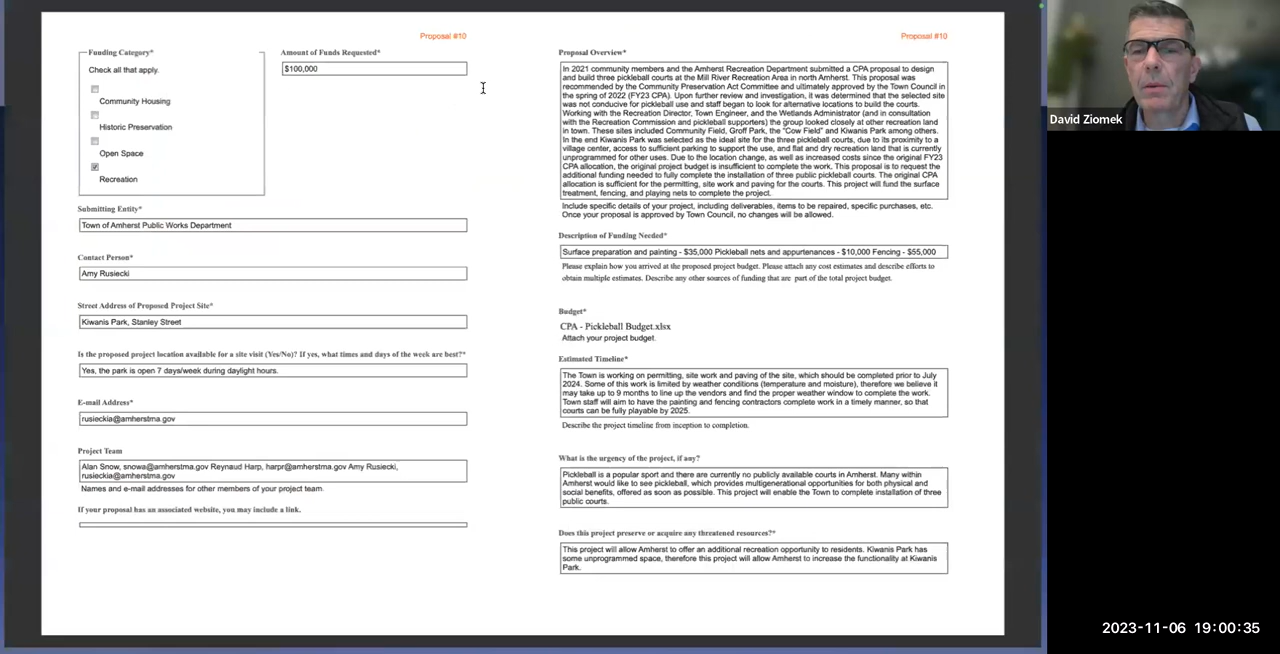 Proposal #10
Funding Category*
Check all that apply.
Community Housing
Historic Preservation
Open Space
Recreation
Amount of Funds Requested*
$100,000
Submitting Entity*
Town of Amherst Public Works Department
Contact Person*
Amy Rusiecki
Street Address of Proposed Project Site*
Kiwanis Park, Stanley Street
Is the proposed project location available for a site visit (Yes/No)? If yes, what times and days of the week are best?*
Yes, the park is open 7 days/week during daylight hours.
E-mail Address*
rusieckia@amherstma.gov
Project Team
Alan Snow, snowa@amherstma.gov Reynaud Harp, harpr@amherstma.gov Amy Rusiecki,
rusieckia@amherstma.gov
Names and e-mail addresses for other members of your project team.
If your proposal has an associated website, you may include a link.
Proposal #10
Proposal Overview*
In 2021 community members and the Amherst Recreation Department submitted a CPA proposal to design
and build three pickleball courts at the Mill River Recreation Area in north Amherst. This proposal was
recommended by the Community Preservation Act Committee and ultimately approved by the Town Council in
the spring of 2022 (FY23 CPA). Upon further review and investigation, it was determined that the selected site
was not conducive for pickleball use and staff began to look for alternative locations to build the courts.
Working with the Recreation Director, Town Engineer, and the Wetlands Administrator (and in consultation
with the Recreation Commission and pickleball supporters) the group looked closely at other recreation land
in town. These sites included Community Field, Groff Park, the "Cow Field" and Kiwanis Park among others.
In the end Kiwanis Park was selected as the ideal site for the three pickleball courts, due to its proximity to a
village center, access to sufficient parking to support the use, and flat and dry recreation land that is currently
unprogrammed for other uses. Due to the location change, as well as increased costs since the original FY23
CPA allocation, the original project budget is insufficient to complete the work. This proposal is to request the
additional funding needed to fully complete the installation of three public pickleball courts. The original CPA
allocation is sufficient for the permitting, site work and paving for the courts. This project will fund the surface
treatment, fencing, and playing nets to complete the project.
Include specific details of your project, including deliverables, items to be repaired, specific purchases, etc.
Once your proposal is approved by Town Council, no changes will be allowed.
Description of Funding Needed*
Surface preparation and painting - $35,000 Pickleball nets and appurtenances - $10,000 Fencing - $55,000
Please explain how you arrived at the proposed project budget. Please attach any cost estimates and describe efforts to
obtain multiple estimates. Describe any other sources of funding that are part of the total project budget.
Budget*
CPA - Pickleball Budget.xlsx
Attach your project budget.
Estimated Timeline*
The Town is working on permitting, site work and paving of the site, which should be completed prior to July
2024. Some of this work is limited by weather conditions (temperature and moisture), therefore we believe it
may take up to 9 months to line up the vendors and find the proper weather window to complete the work.
Town staff will aim to have the painting and fencing contractors complete work in a timely manner, so that
courts can be fully playable by 2025.
Describe the project timeline from inception to completion.
What is the urgency of the project, if any?
Pickleball is a popular sport and there are currently no publicly available courts in Amherst. Many within
Amherst would like to see pickleball, which provides multigenerational opportunities for both physical and
social benefits, offered as soon as possible. This project will enable the Town to complete installation of three
public courts.
Does this project preserve or acquire any threatened resources?*
This project will allow Amherst to offer an additional recreation opportunity to residents. Kiwanis Park has
some unprogrammed space, therefore this project will allow Amherst to increase the functionality at Kiwanis
Park.
David Ziomek
2023-11-06 19:00:35